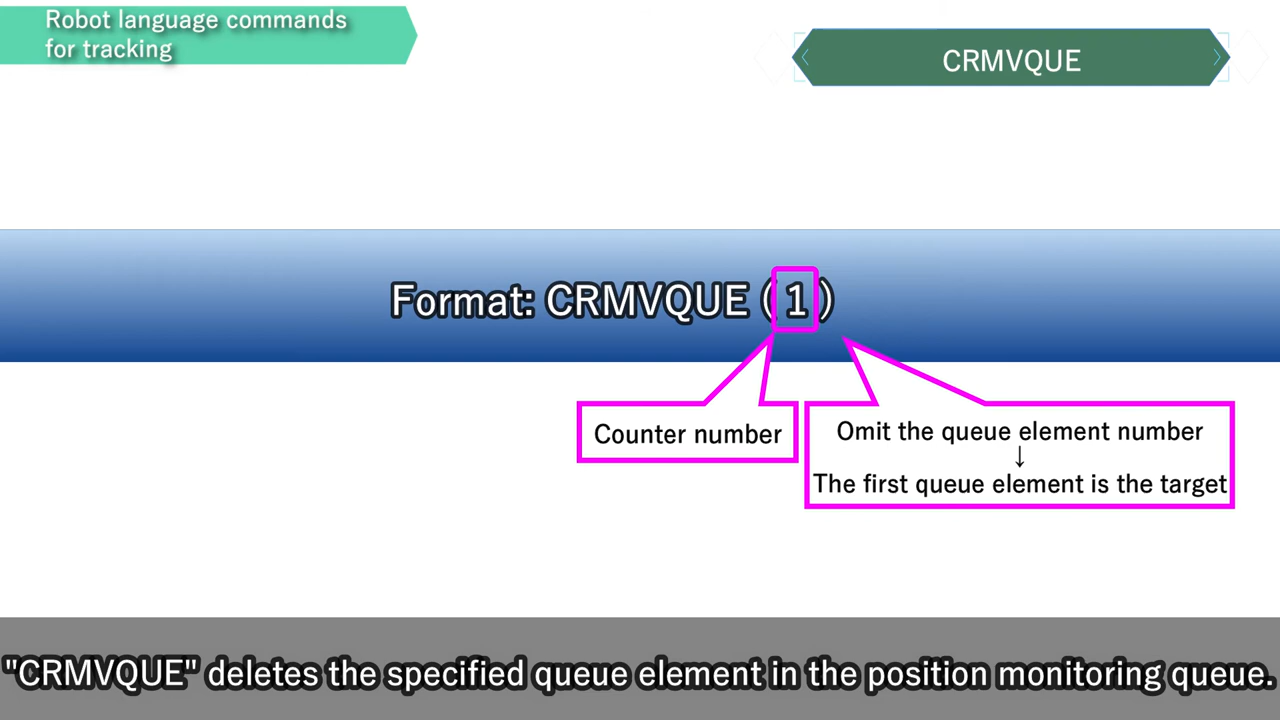 Robot language commands
for tracking
CRMVQUE
Format: CRMVQUE ( 1 )
Counter number
Omit the queue element number
↓
The first queue element is the target
"CRMVQUE" deletes the specified queue element in the position monitoring queue.